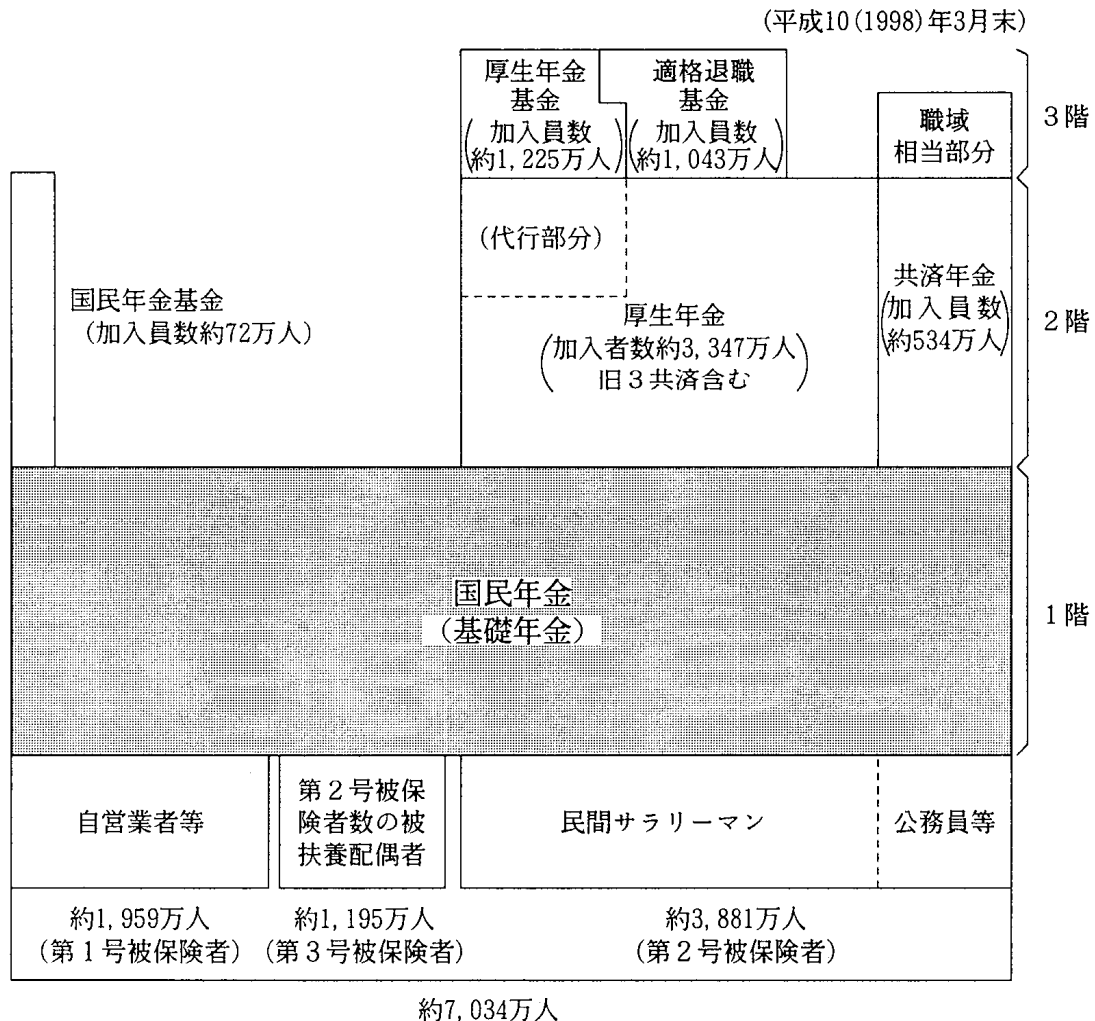 (平成10(1998)年3月末)
厚生年金
基金
(加入員数
約1,225万人)
適格退職
基金
(加入員数
約1,043万人)
職域
相当部分
3階
(代行部分)
国民年金基金
(加入員数約72万人)
厚生年金
(加入者数約3,347万人
旧3共済含む)
共済年金
(加入員数
約534万人)
2階
国民年金
(基礎年金)
1階
自営業者等
第2号被保
険者数の被
扶養配偶者
民間サラリーマン
公務員等
約1,959万人
(第1号被保険者)
約1,195万人
(第3号被保険者)
約3,881万人
(第2号被保険者)
約7,034万人